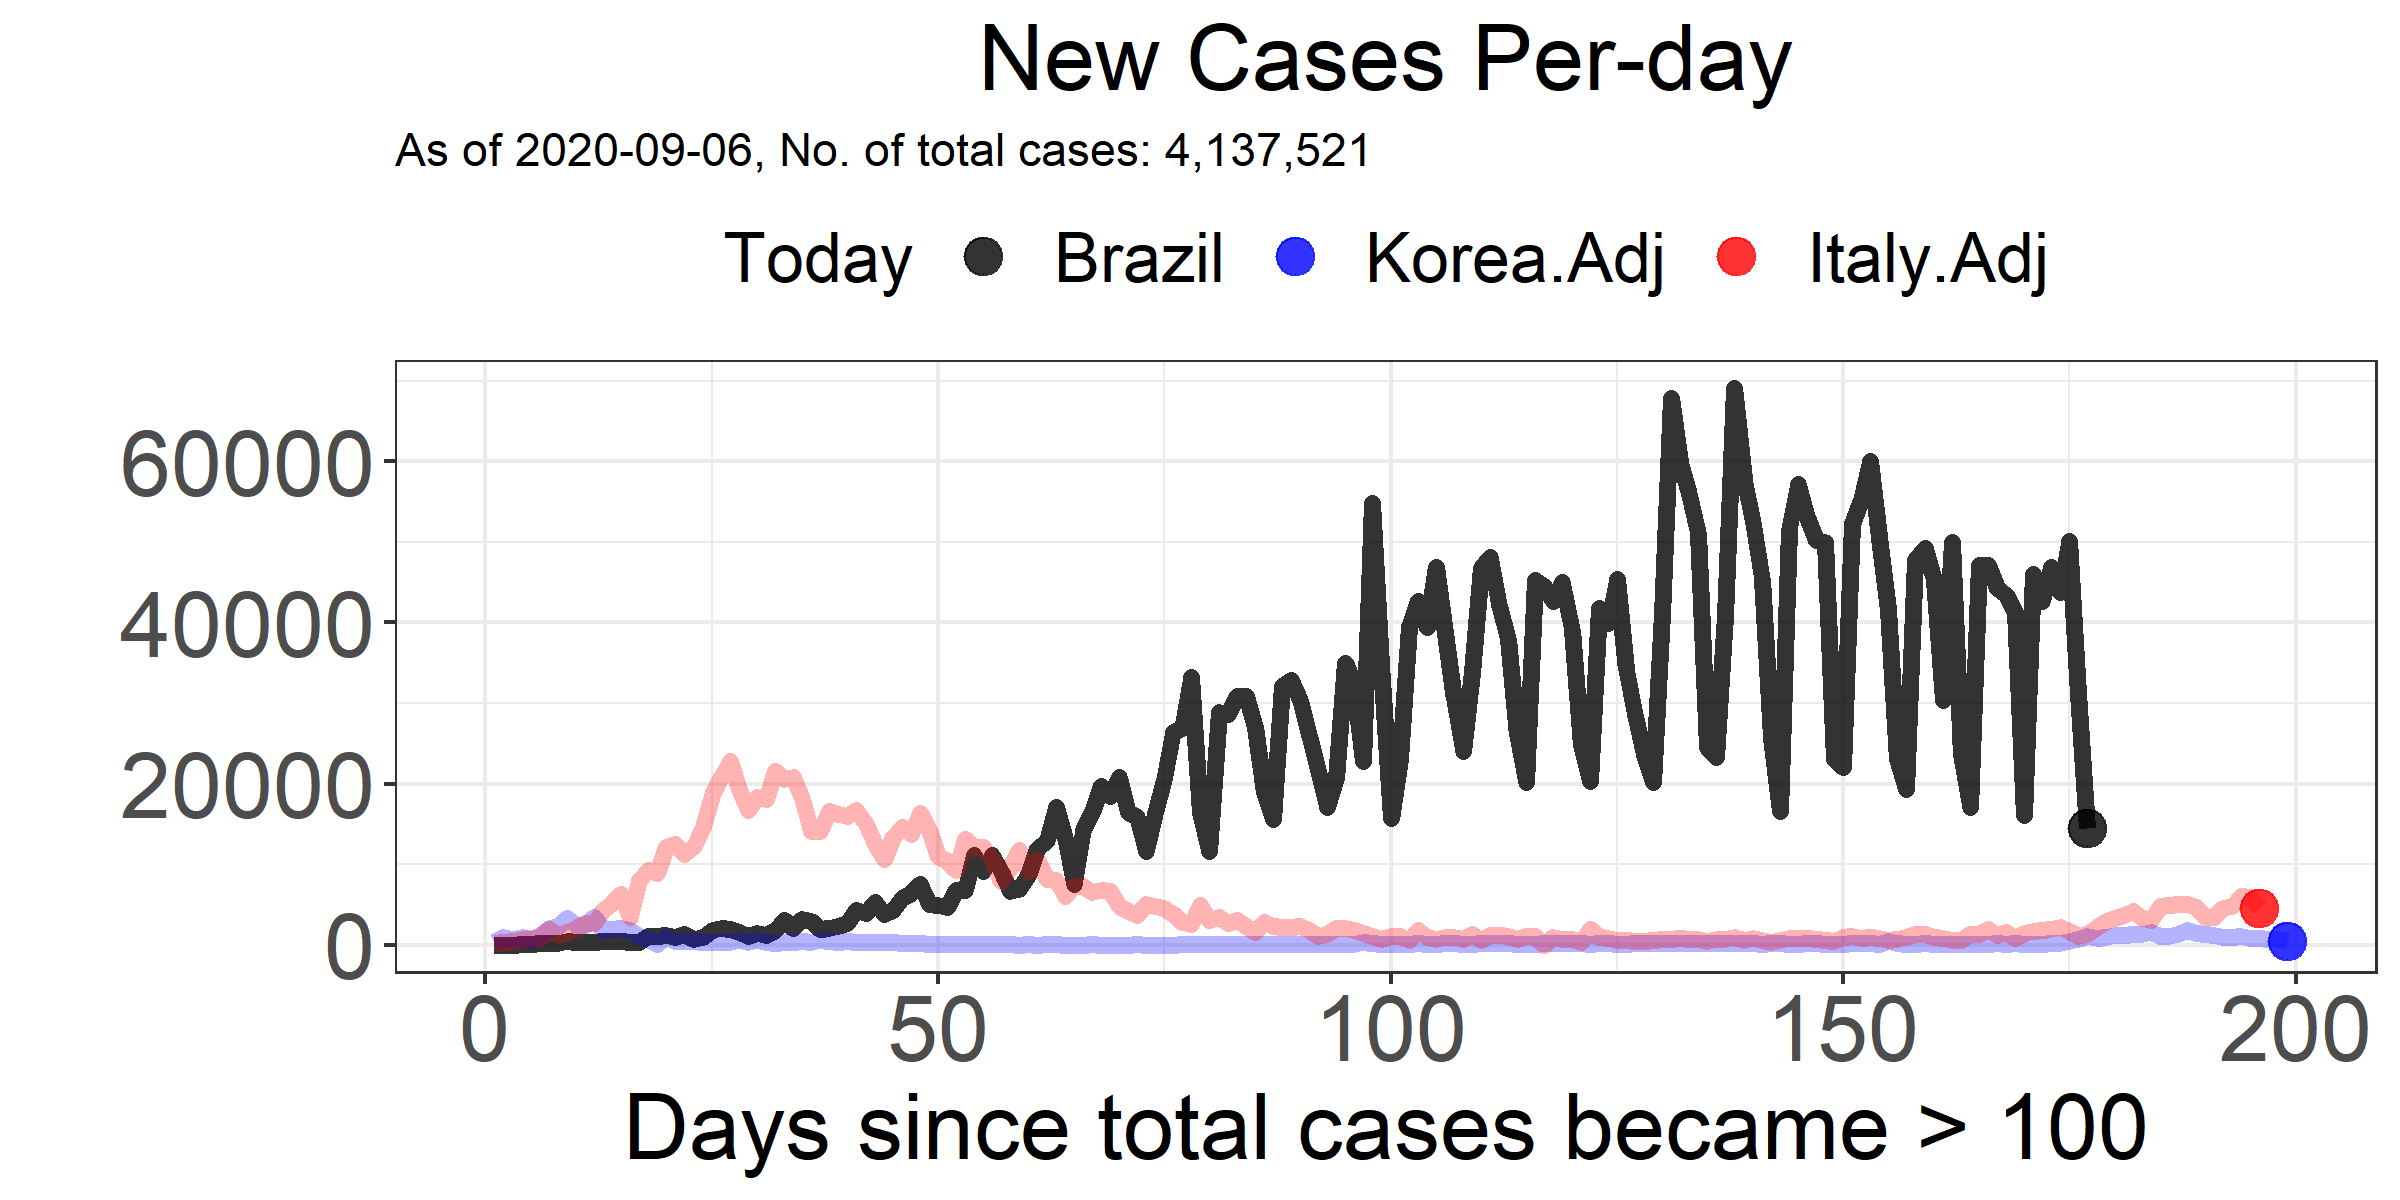 New Cases Per-day
As of 2020-09-06, No. of total cases: 4,137,521
Today Brazil Korea.Adj Italy.Adj
60000
40000
20000
0
0 50 100 150 200
Days since total cases became > 100